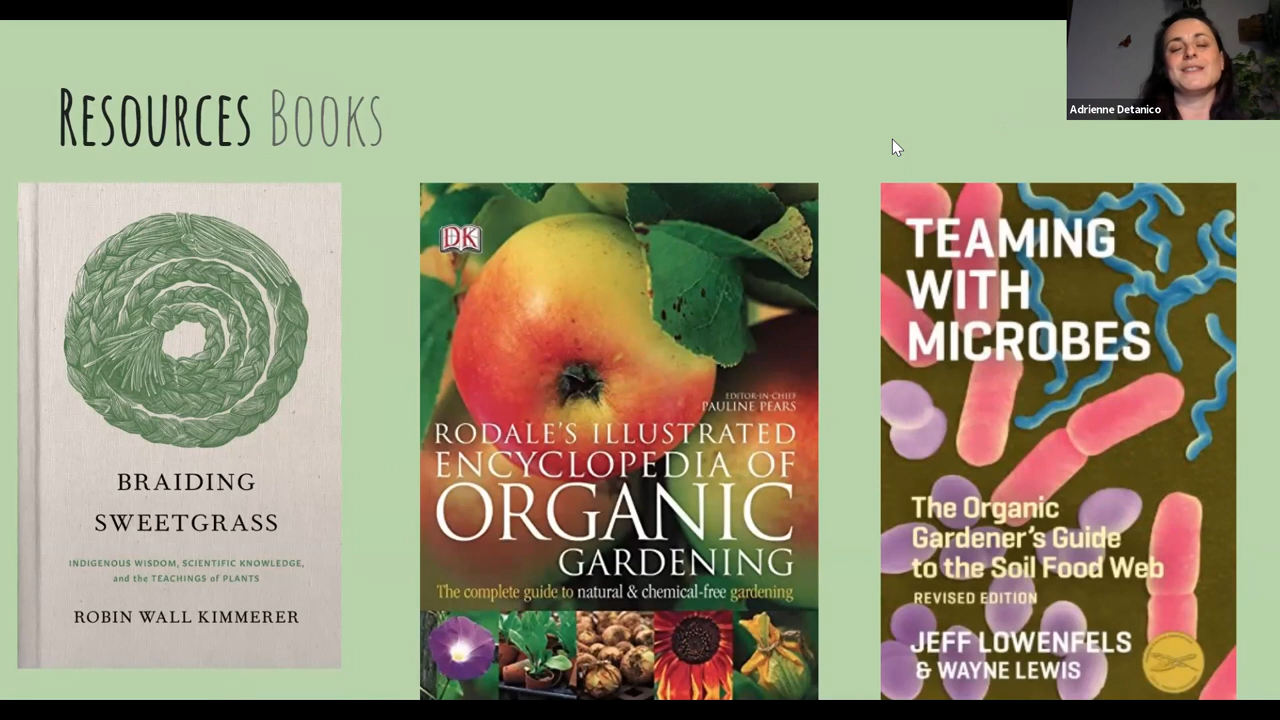 Adrienne Detanico
RESOURCES BOOKS
BRAIDING
SWEETGRASS
INDIGENOUS WISDOM, SCIENTIFIC KNOWLEDGE,
and the TEACHINGS of PLANTS
ROBIN WALL KIMMERER
DK
EDITOR-IN-CHIEF
PAULINE PEARS
RODALE'S ILLUSTRATED
ENCYCLOPEDIA OF
ORGANIC
GARDENING
The complete guide to natural & chemical-free gardening
TEAMING
WITH
MICROBES
The Organic
Gardener's Guide
to the Soil Food Web
REVISED EDITION
JEFF LOWENFELS
& WAYNE LEWIS